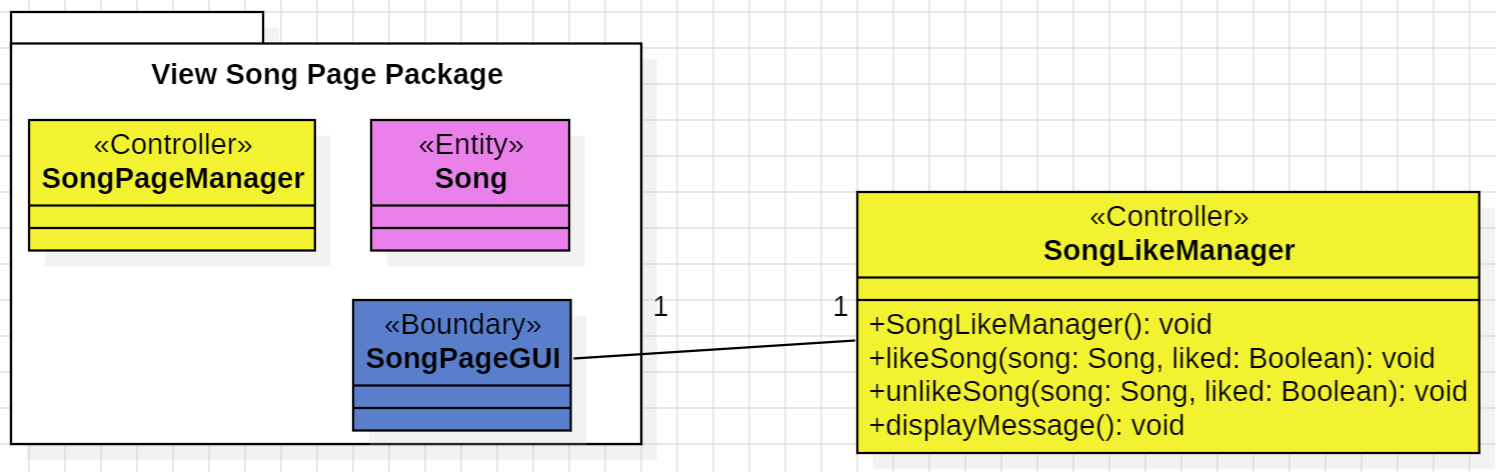 View Song Page Package
«Controller»
SongPageManager
«Entity»
Song
«Boundary»
SongPageGUI
1
1
«Controller»
SongLikeManager
+SongLikeManager(): void
+likeSong(song: Song, liked: Boolean): void
+unlikeSong(song: Song, liked: Boolean): void
+displayMessage(): void